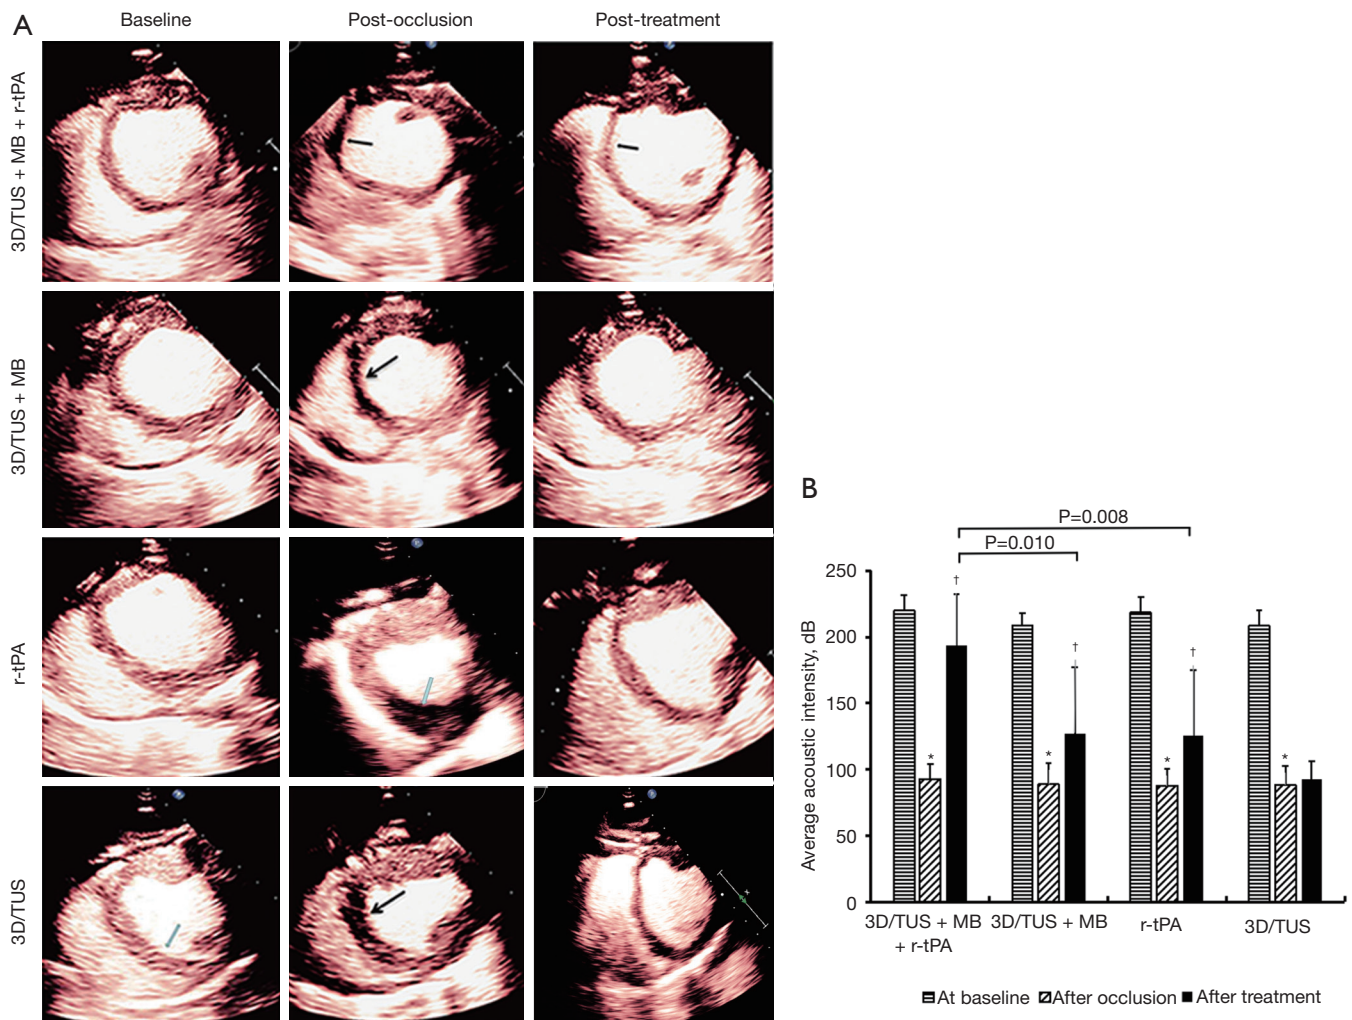 A
Baseline
Post-occlusion
Post-treatment
3D/TUS + MB + r-tPA
3D/TUS + MB
r-tPA
3D/TUS
B
P=0.008
P=0.010
Average acoustic intensity, dB
250
200
150
100
50
0
†
†
†
*
*
*
*
3D/TUS + MB
+ r-tPA
3D/TUS + MB
r-tPA
3D/TUS
At baseline
After occlusion
After treatment